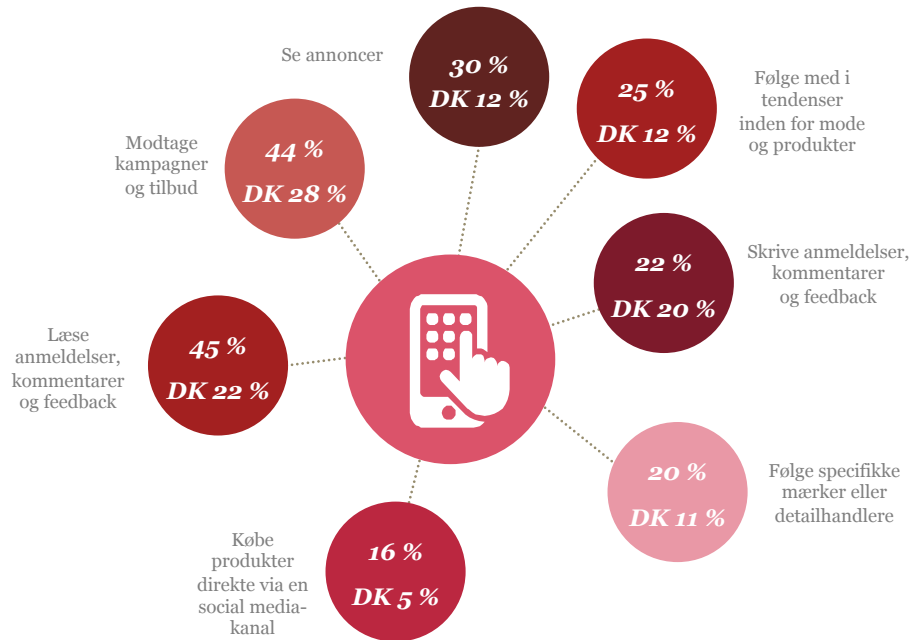 Se annoncer
30 %
DK 12 %
25 %
DK 12 %
Følge med i
tendenser
inden for mode
og produkter
Modtage
kampagner
og tilbud
44 %
DK 28 %
22 %
DK 20 %
Skrive anmeldelser,
kommentarer
og feedback
Læse
anmeldelser,
kommentarer
og feedback
45 %
DK 22 %
20 %
DK 11 %
Følge specifikke
mærker eller
detailhandlere
Købe
produkter
direkte via en
social media-
kanal
16 %
DK 5 %